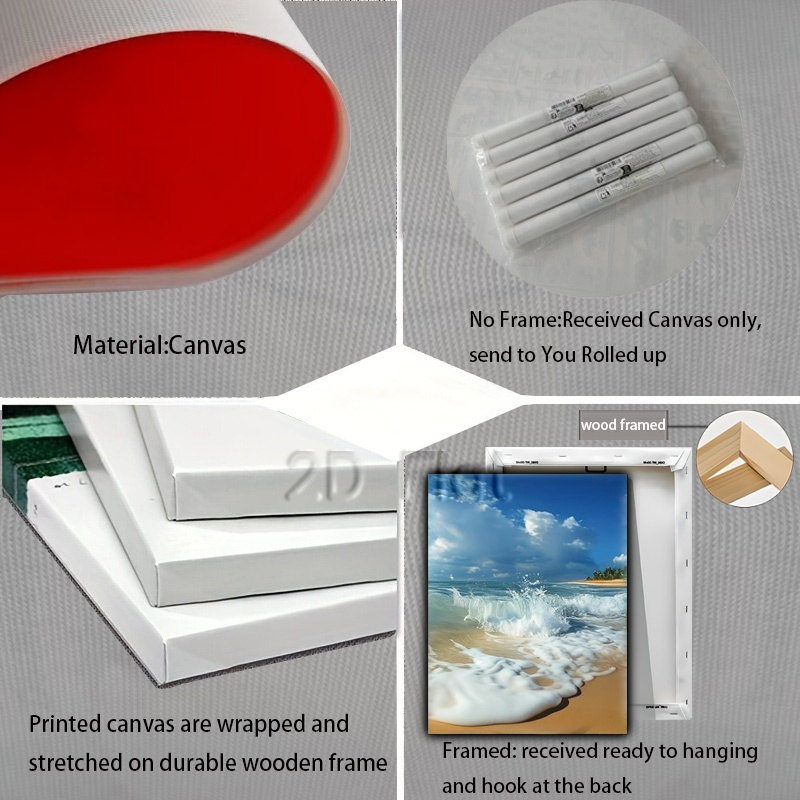 Material:Canvas
No Frame:Received Canvas only,
send to You Rolled up
wood framed
2D
Printed canvas are wrapped and
stretched on durable wooden frame
Framed: received ready to hanging
and hook at the back